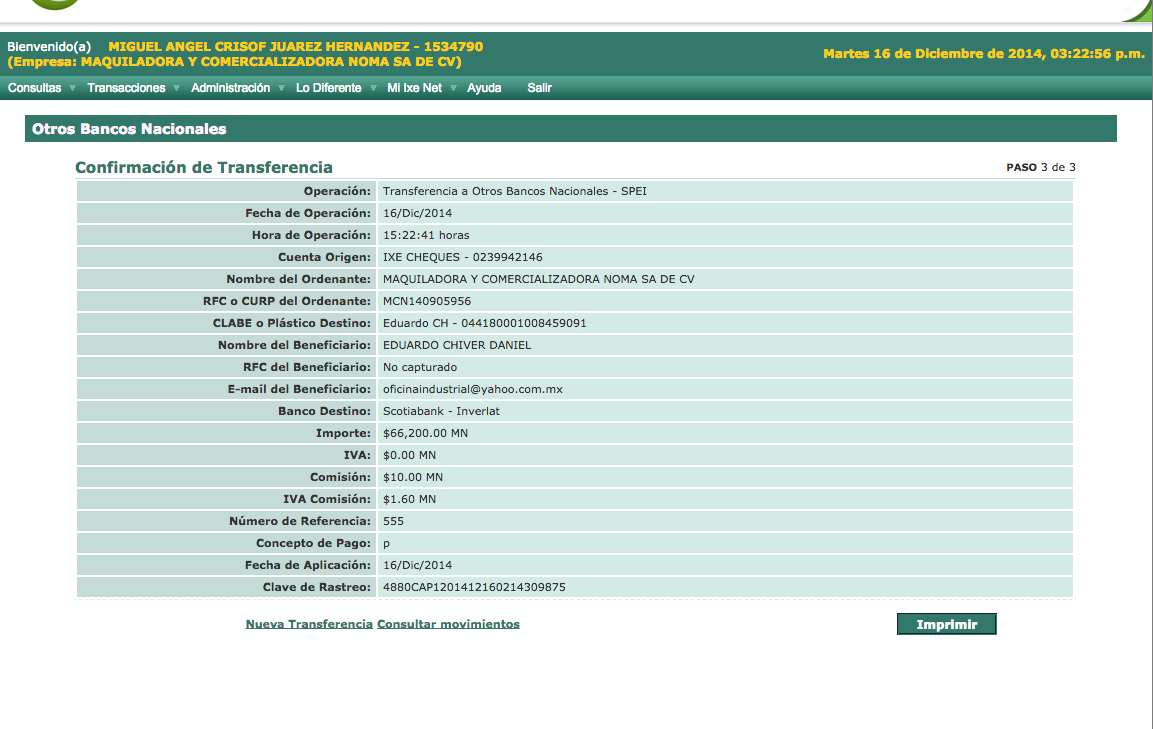 Bienvenido(a) MIGUEL ANGEL CRISOF JUAREZ HERNANDEZ - 1534790
(Empresa: MAQUILADORA Y COMERCIALIZADORA NOMA SA DE CV)
Martes 16 de Diciembre de 2014, 03:22:56 p.m.
Consultas Transacciones Administración Lo Diferente Mi Ixe Net Ayuda Salir
Otros Bancos Nacionales
Confirmación de Transferencia PASO 3 de 3
Operación: Transferencia a Otros Bancos Nacionales - SPEI
Fecha de Operación: 16/Dic/2014
Hora de Operación: 15:22:41 horas
Cuenta Origen: IXE CHEQUES - 0239942146
Nombre del Ordenante: MAQUILADORA Y COMERCIALIZADORA NOMA SA DE CV
RFC o CURP del Ordenante: MCN140905956
CLABE o Plástico Destino: Eduardo CH - 044180001008459091
Nombre del Beneficiario: EDUARDO CHIVER DANIEL
RFC del Beneficiario: No capturado
E-mail del Beneficiario: oficinaindustrial@yahoo.com.mx
Banco Destino: Scotiabank - Inverlat
Importe: $66,200.00 MN
IVA: $0.00 MN
Comisión: $10.00 MN
IVA Comisión: $1.60 MN
Número de Referencia: 555
Concepto de Pago: p
Fecha de Aplicación: 16/Dic/2014
Clave de Rastreo: 4880CAP1201412160214309875
Nueva Transferencia Consultar movimientos Imprimir